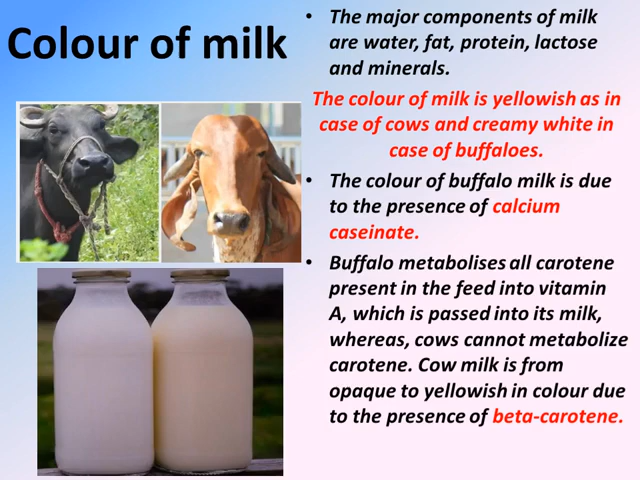 Colour of milk
• The major components of milk
are water, fat, protein, lactose
and minerals.
The colour of milk is yellowish as in
case of cows and creamy white in
case of buffaloes.
• The colour of buffalo milk is due
to the presence of calcium
caseinate.
• Buffalo metabolises all carotene
present in the feed into vitamin
A, which is passed into its milk,
whereas, cows cannot metabolize
carotene. Cow milk is from
opaque to yellowish in colour due
to the presence of beta-carotene.